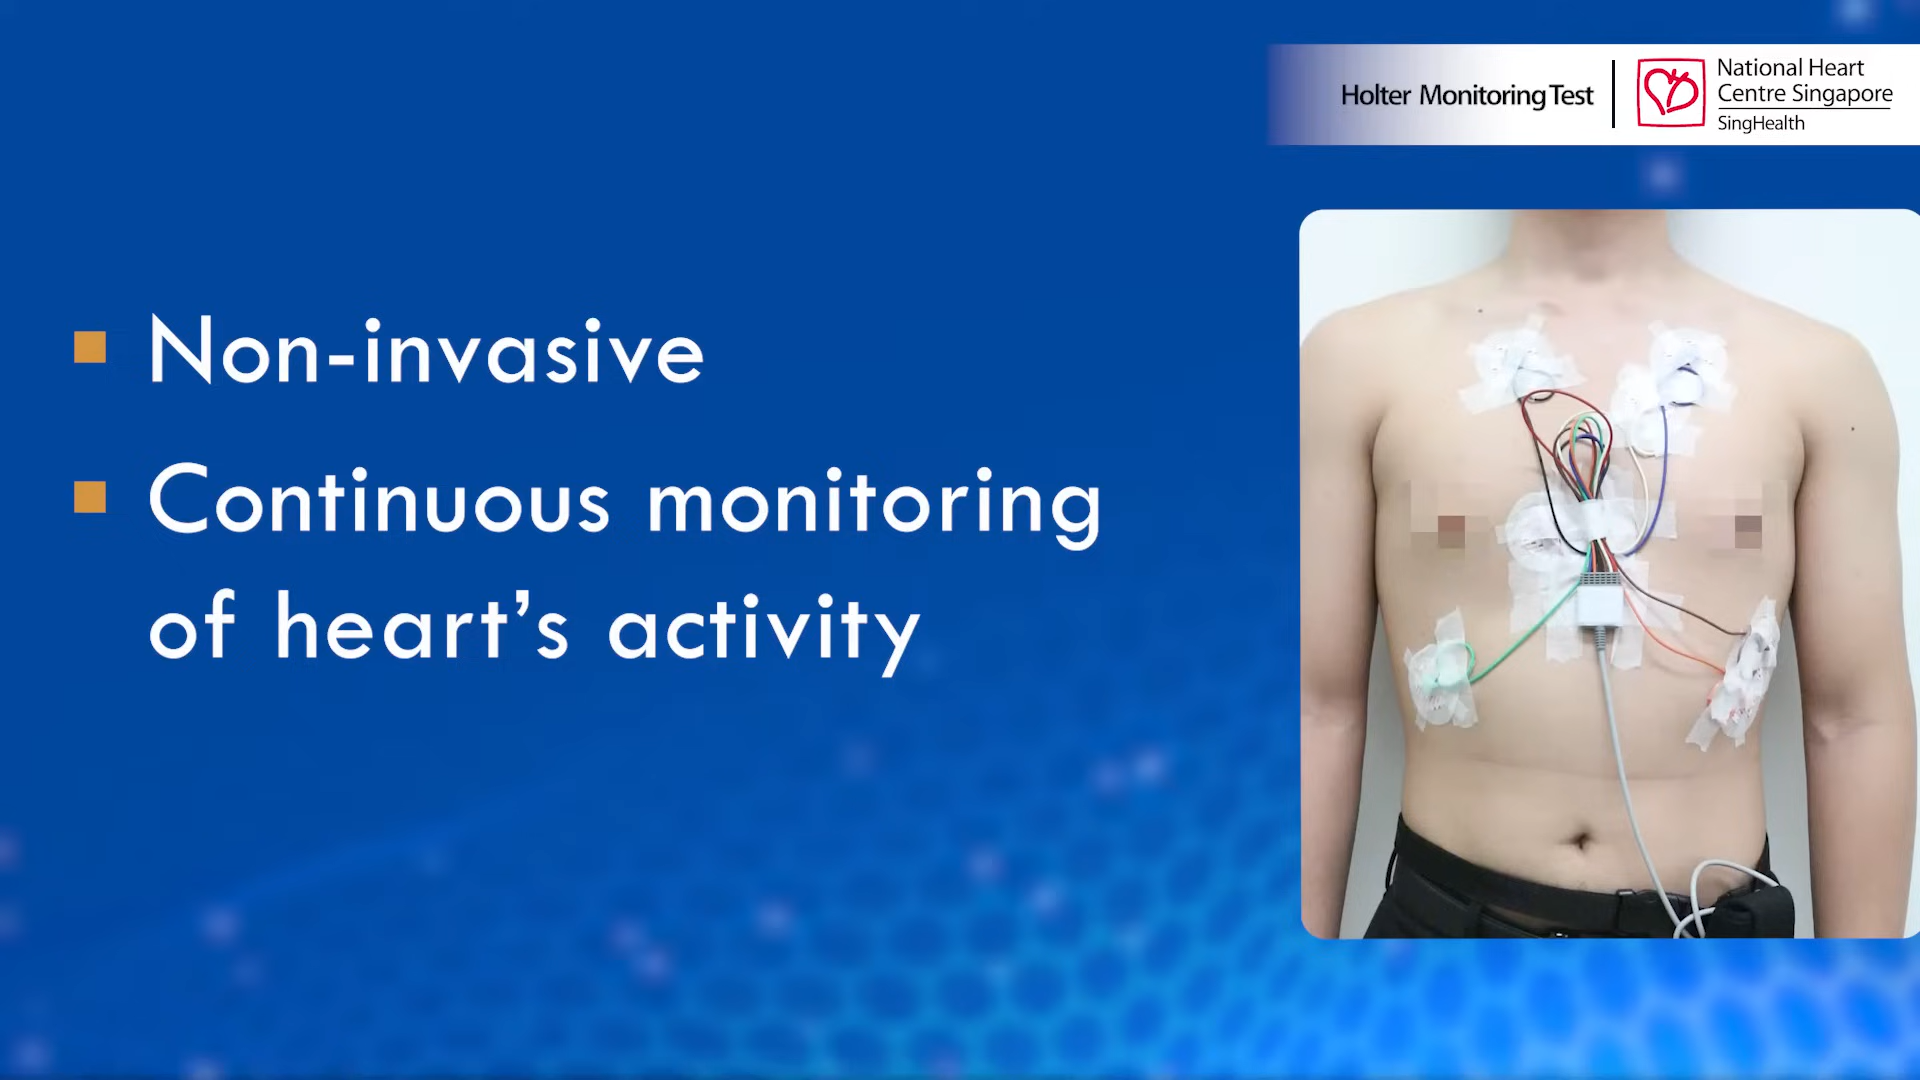 Holter Monitoring Test
National Heart
Centre Singapore
SingHealth
Non-invasive
Continuous monitoring
of heart’s activity